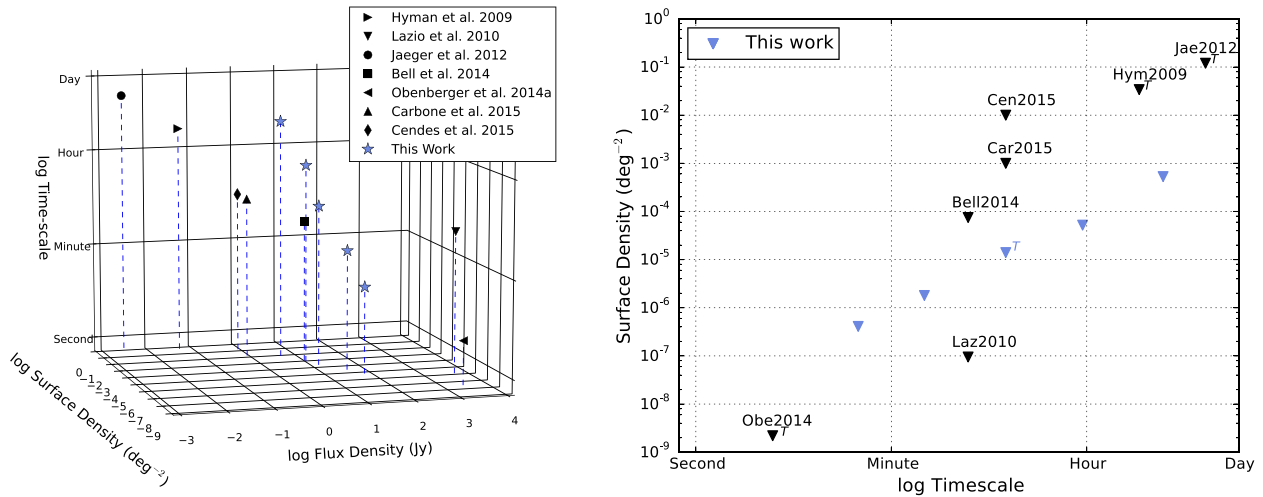 Hyman et al. 2009
Lazio et al. 2010
Jaeger et al. 2012
Bell et al. 2014
Obenberger et al. 2014a
Carbone et al. 2015
Cendes et al. 2015
This Work
Day
Hour
Minute
Second
log Time-scale
0
−1
−2
−3
−4
−5
−6
−7
−8
−9
log Surface Density (deg⁻²)
−3
−2
−1
0
1
2
3
4
log Flux Density (Jy)
This work
10⁰
10⁻¹
10⁻²
10⁻³
10⁻⁴
10⁻⁵
10⁻⁶
10⁻⁷
10⁻⁸
10⁻⁹
Surface Density (deg⁻²)
Jae2012
T
Hym2009
T
Cen2015
Car2015
Bell2014
T
Laz2010
Obe2014
T
Second
Minute
Hour
Day
log Timescale